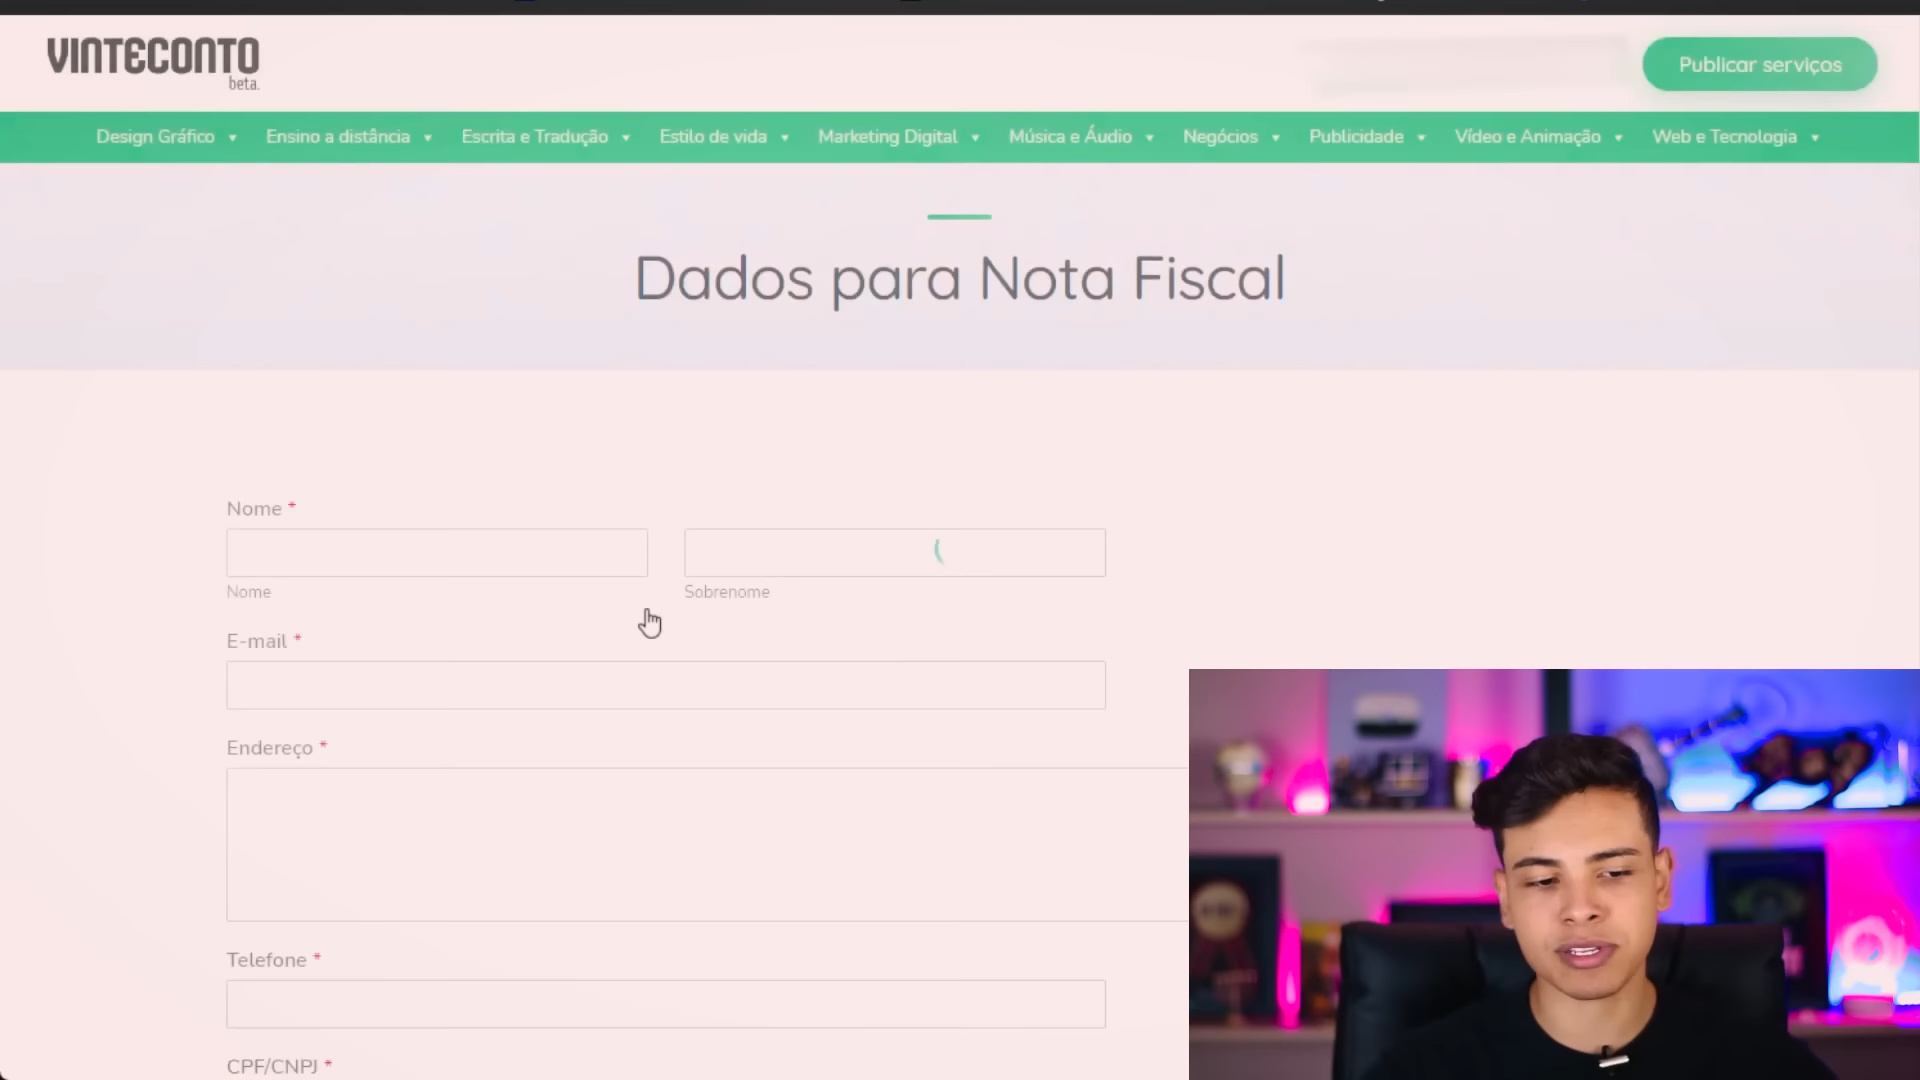 VINTECONTO
beta.
Publicar serviços
Design Gráfico Ensino a distância Escrita e Tradução Estilo de vida Marketing Digital Música e Áudio Negócios Publicidade Vídeo e Animação Web e Tecnologia
Dados para Nota Fiscal
Nome *
Nome Sobrenome
E-mail *
Endereço *
Telefone *
CPF/CNPJ *